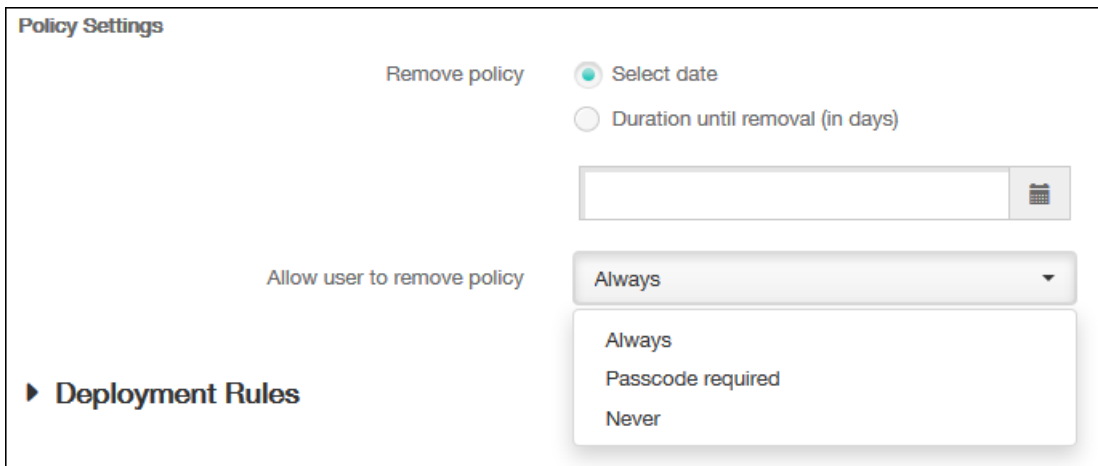 Policy Settings
Remove policy
Select date
Duration until removal (in days)
Allow user to remove policy
Always
Always
Passcode required
Never
Deployment Rules